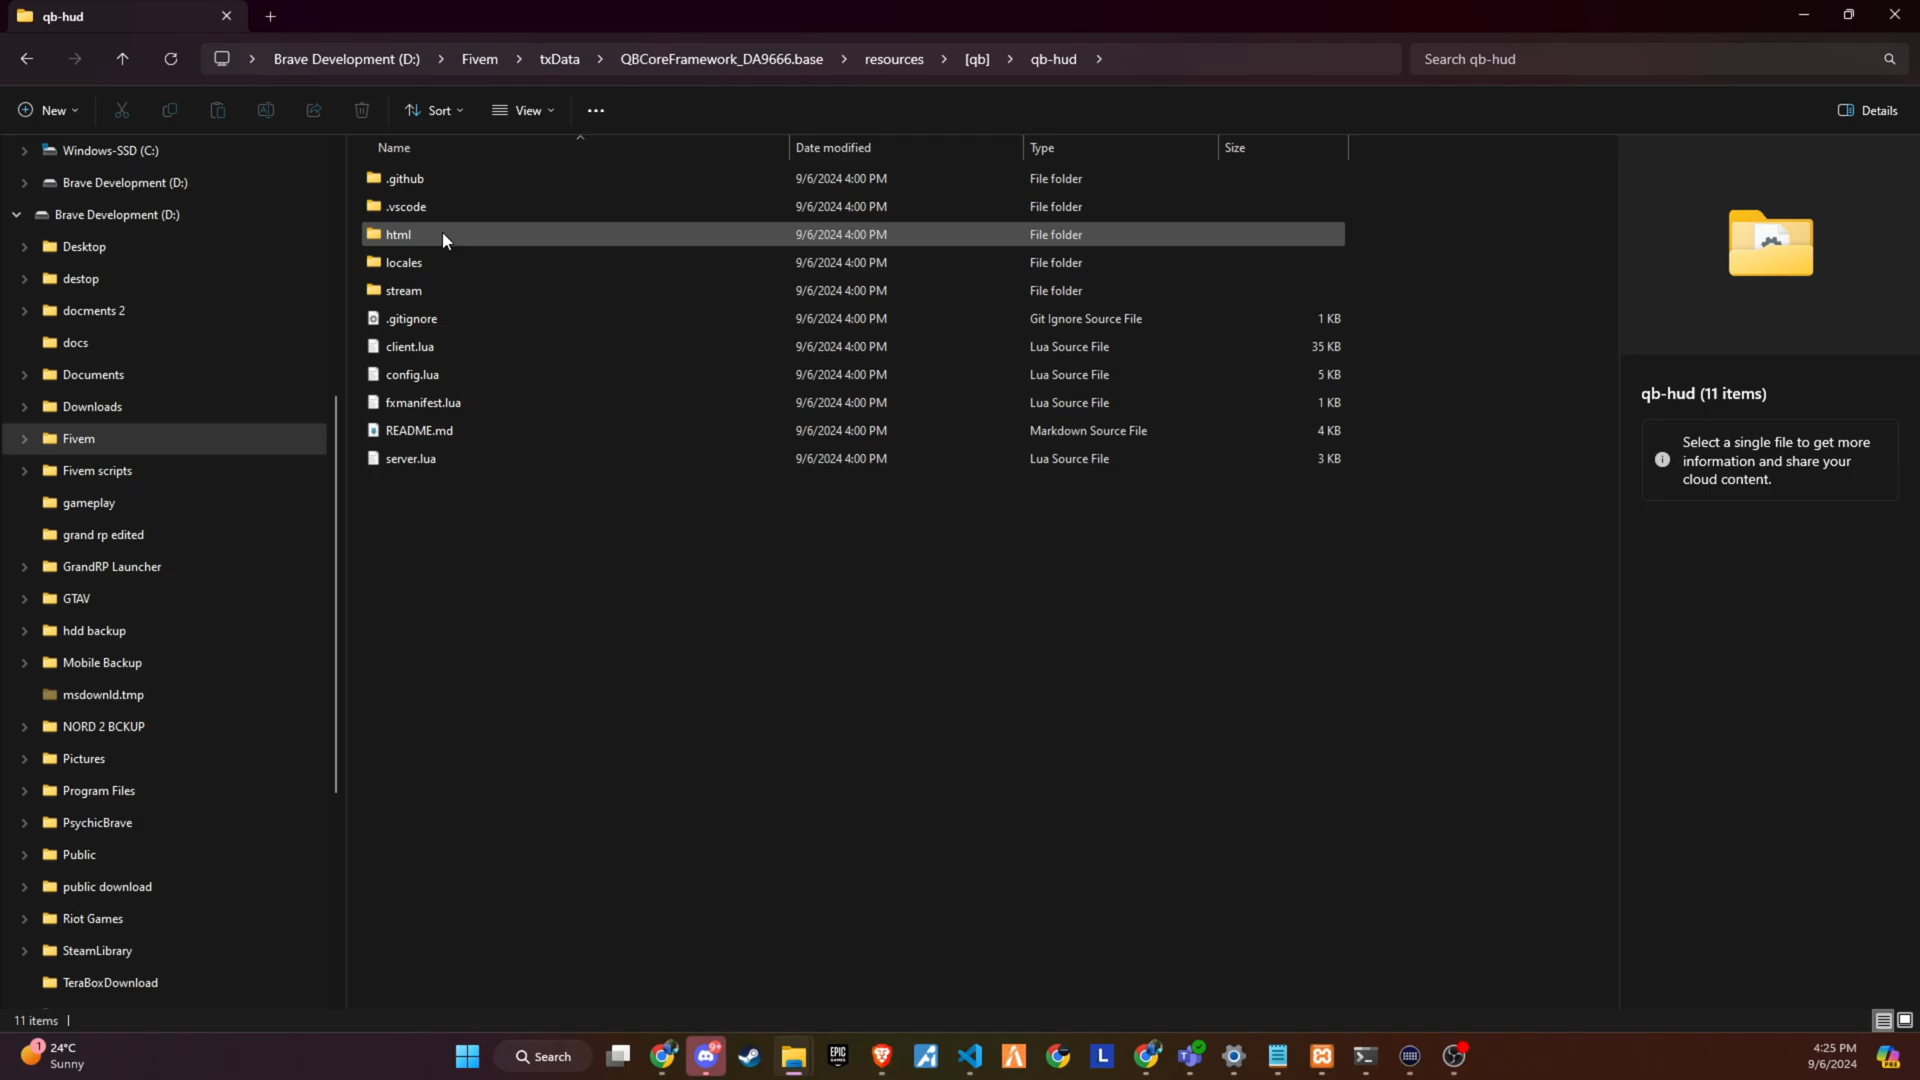 qb-hud
Brave Development (D:) Fivem txData QBCoreFramework_DA9666.base resources [qb] qb-hud
Search qb-hud
New Sort View Details
Name Date modified Type Size
.github 9/6/2024 4:00 PM File folder
.vscode 9/6/2024 4:00 PM File folder
html 9/6/2024 4:00 PM File folder
locales 9/6/2024 4:00 PM File folder
stream 9/6/2024 4:00 PM File folder
.gitignore 9/6/2024 4:00 PM Git Ignore Source File 1 KB
client.lua 9/6/2024 4:00 PM Lua Source File 35 KB
config.lua 9/6/2024 4:00 PM Lua Source File 5 KB
fxmanifest.lua 9/6/2024 4:00 PM Lua Source File 1 KB
README.md 9/6/2024 4:00 PM Markdown Source File 4 KB
server.lua 9/6/2024 4:00 PM Lua Source File 3 KB
Windows-SSD (C:)
Brave Development (D:)
Brave Development (D:)
Desktop
destop
docments 2
docs
Documents
Downloads
Fivem
Fivem scripts
gameplay
grand rp edited
GrandRP Launcher
GTAV
hdd backup
Mobile Backup
msdownld.tmp
NORD 2 BCKUP
Pictures
Program Files
PsychicBrave
Public
public download
Riot Games
SteamLibrary
TeraBoxDownload
qb-hud (11 items)
Select a single file to get more
information and share your
cloud content.
11 items
1
24°C
Sunny
Search
9+
EPIC
GAMES
L
PRE
4:25 PM
9/6/2024